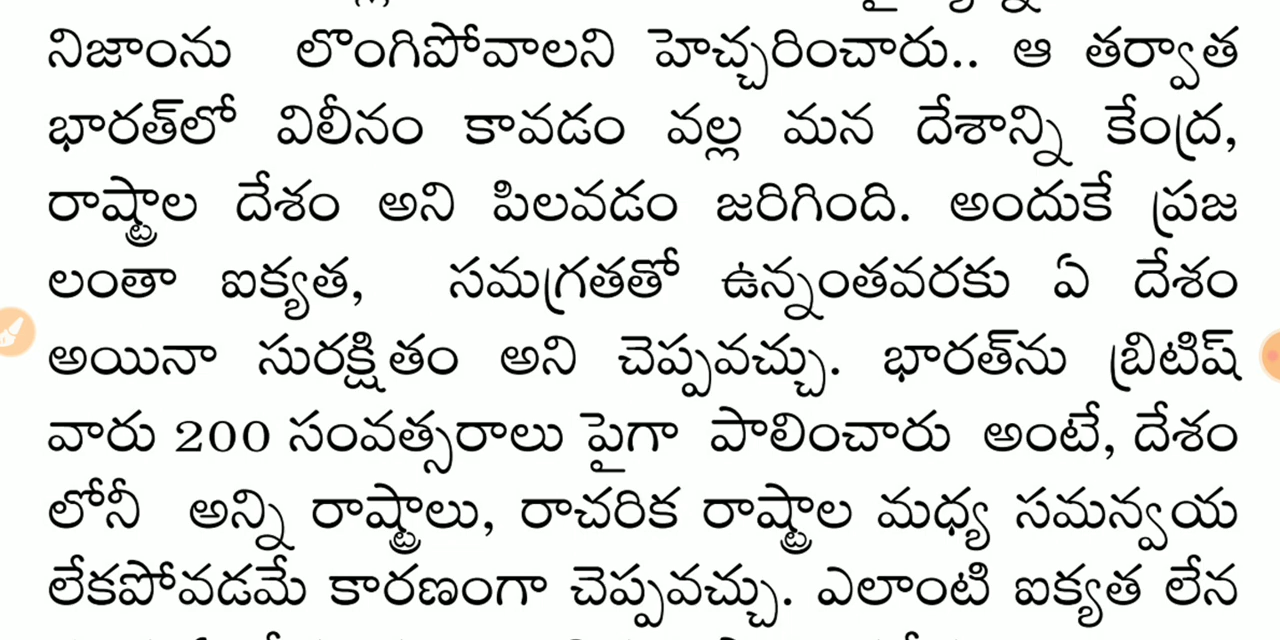 నిజాంను లొంగిపోవాలని హెచ్చరించారు.. ఆ తర్వాత
భారత్‌లో విలీనం కావడం వల్ల మన దేశాన్ని కేంద్ర,
రాష్ట్రాల దేశం అని పిలవడం జరిగింది. అందుకే ప్రజ
లంతా ఐక్యత, సమగ్రతతో ఉన్నంతవరకు ఏ దేశం
అయినా సురక్షితం అని చెప్పవచ్చు. భారత్‌ను బ్రిటిష్
వారు 200 సంవత్సరాలు పైగా పాలించారు అంటే, దేశం
లోనీ అన్ని రాష్ట్రాలు, రాచరిక రాష్ట్రాల మధ్య సమన్వయ
లేకపోవడమే కారణంగా చెప్పవచ్చు. ఎలాంటి ఐక్యత లేన